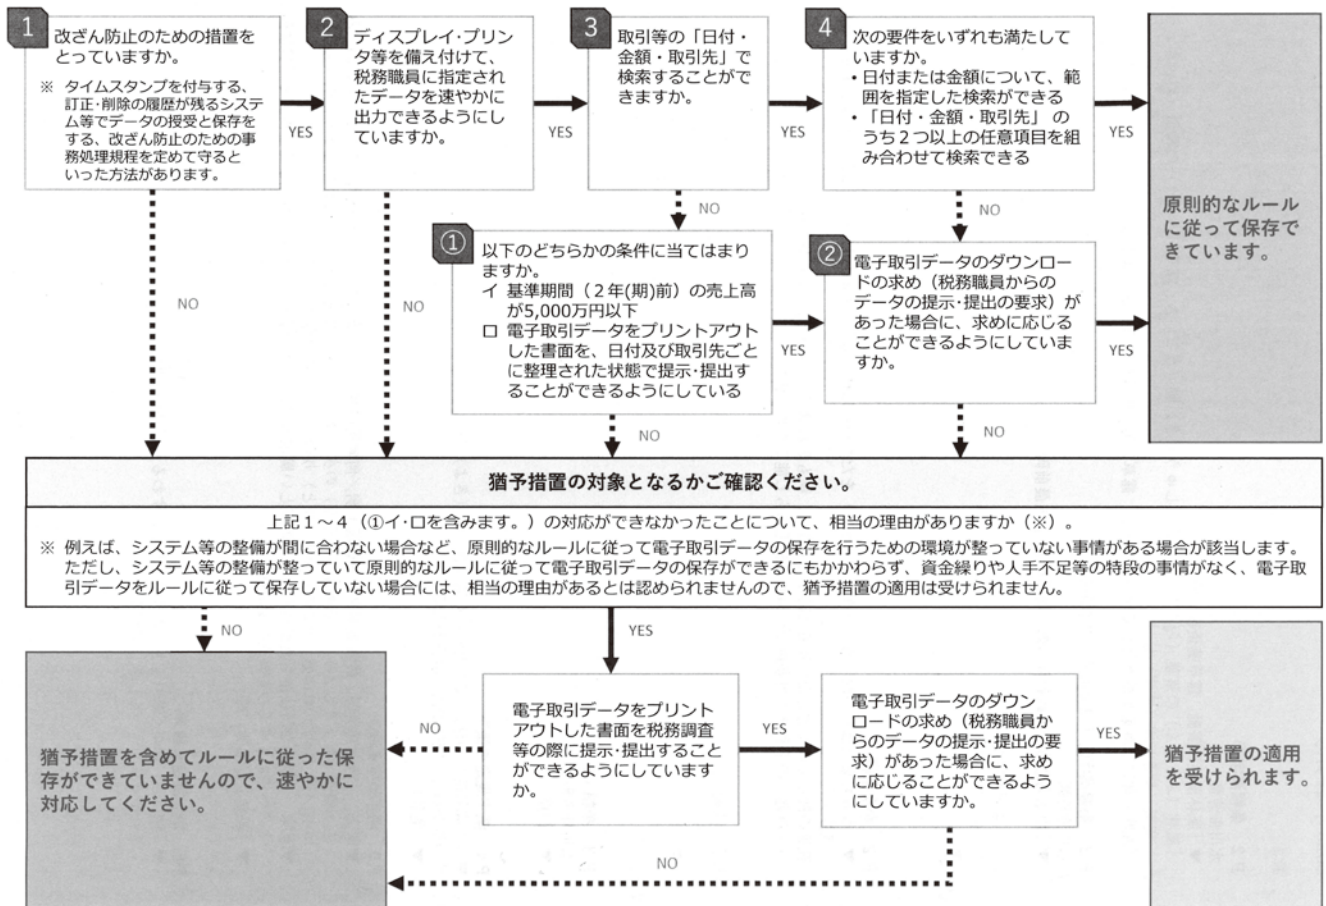 1
改ざん防止のための措置を
とっていますか。
※ タイムスタンプを付与する、
訂正・削除の履歴が残るシステ
ム等でデータの授受と保存を
する、改ざん防止のための事
務処理規程を定めて守ると
いった方法があります。
YES
2
ディスプレイ・プリン
タ等を備え付けて、
税務職員に指定され
たデータを速やかに
出力できるようにし
ていますか。
YES
3
取引等の「日付・
金額・取引先」で
検索することがで
きますか。
YES
4
次の要件をいずれも満たして
いますか。
・日付または金額について、範
囲を指定した検索ができる
・「日付・金額・取引先」 の
うち２つ以上の任意項目を組
み合わせて検索できる
YES
原則的なルール
に従って保存で
きています。
NO
NO
NO
NO
①
以下のどちらかの条件に当てはまり
ますか。
イ 基準期間（２年(期)前）の売上高
が5,000万円以下
ロ 電子取引データをプリントアウト
した書面を、日付及び取引先ごと
に整理された状態で提示・提出す
ることができるようにしている
YES
②
電子取引データのダウンロー
ドの求め（税務職員からの
データの提示・提出の要求）が
あった場合に、求めに応じる
ことができるようにしていま
すか。
YES
NO
NO
猶予措置の対象となるかご確認ください。
上記１～４（①イ・ロを含みます。）の対応ができなかったことについて、相当の理由がありますか（※）。
※ 例えば、システム等の整備が間に合わない場合など、原則的なルールに従って電子取引データの保存を行うための環境が整っていない事情がある場合が該当します。
ただし、システム等の整備が整っていて原則的なルールに従って電子取引データの保存ができるにもかかわらず、資金繰りや人手不足等の特段の事情がなく、電子取
引データをルールに従って保存していない場合には、相当の理由があるとは認められませんので、猶予措置の適用は受けられません。
NO
YES
猶予措置を含めてルールに従った保
存ができていませんので、速やかに
対応してください。
NO
電子取引データをプリント
アウトした書面を税務調査
等の際に提示・提出すること
ができるようにしています
か。
YES
電子取引データのダウン
ロードの求め（税務職員か
らのデータの提示・提出の要
求）があった場合に、求め
に応じることができるよう
にしていますか。
YES
猶予措置の適用
を受けられます。
NO